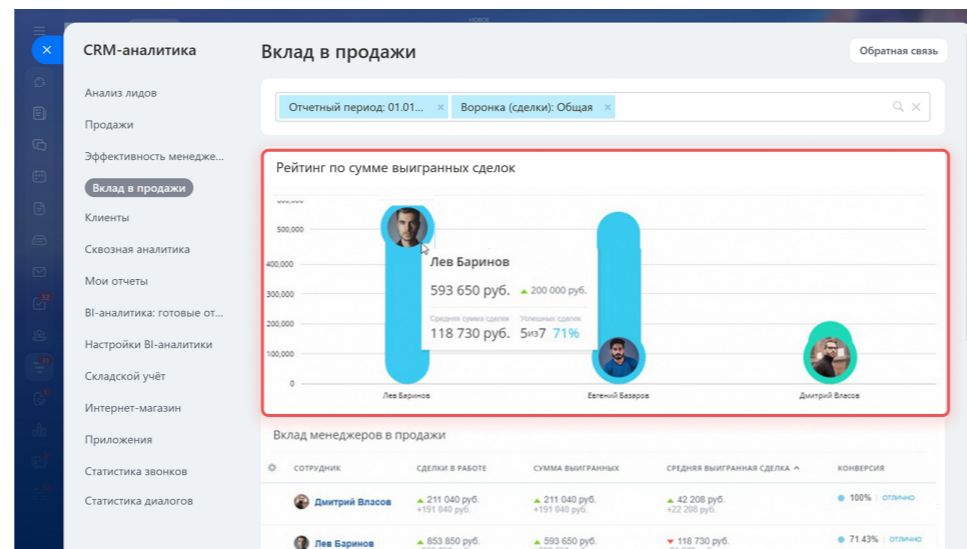 CRM-аналитика
Вклад в продажи
Обратная связь
Анализ лидов
Продажи
Эффективность менедже...
Вклад в продажи
Клиенты
Сквозная аналитика
Мои отчеты
BI-аналитика: готовые от...
Настройки BI-аналитики
Складской учёт
Интернет-магазин
Приложения
Статистика звонков
Статистика диалогов
Отчетный период: 01.01... ×
Воронка (сделки): Общая ×
Рейтинг по сумме выигранных сделок
500,000
400,000
300,000
200,000
100,000
0
Лев Баринов
593 650 руб. 200 000 руб.
Средняя сумма сделки Успешных сделок
118 730 руб. 5из7 71%
Лев Баринов Евгений Базаров Дмитрий Власов
Вклад менеджеров в продажи
СОТРУДНИК СДЕЛКИ В РАБОТЕ СУММА ВЫИГРАННЫХ СРЕДНЯЯ ВЫИГРАННАЯ СДЕЛКА КОНВЕРСИЯ
Дмитрий Власов 211 040 руб. 211 040 руб. 42 208 руб. 100% ОТЛИЧНО
+191 040 руб. +191 040 руб. +22 208 руб.
Лев Баринов 853 850 руб. 593 650 руб. 118 730 руб. 71.43% ОТЛИЧНО